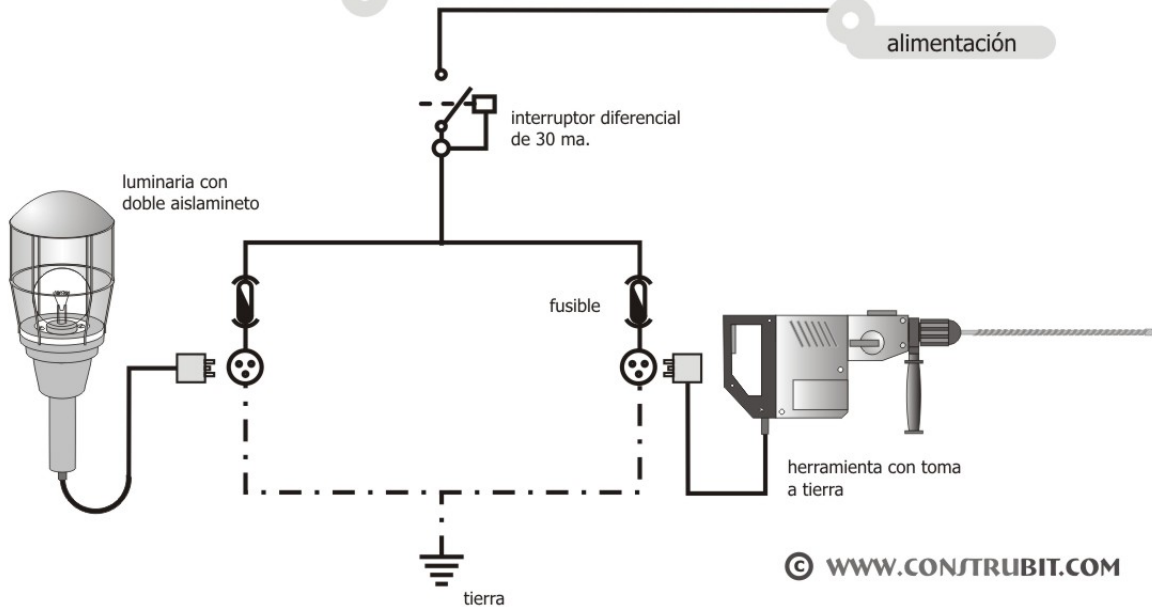 alimentación
interruptor diferencial
de 30 ma.
luminaria con
doble aislamineto
fusible
herramienta con toma
a tierra
tierra
© WWW.CONSTRUBIT.COM